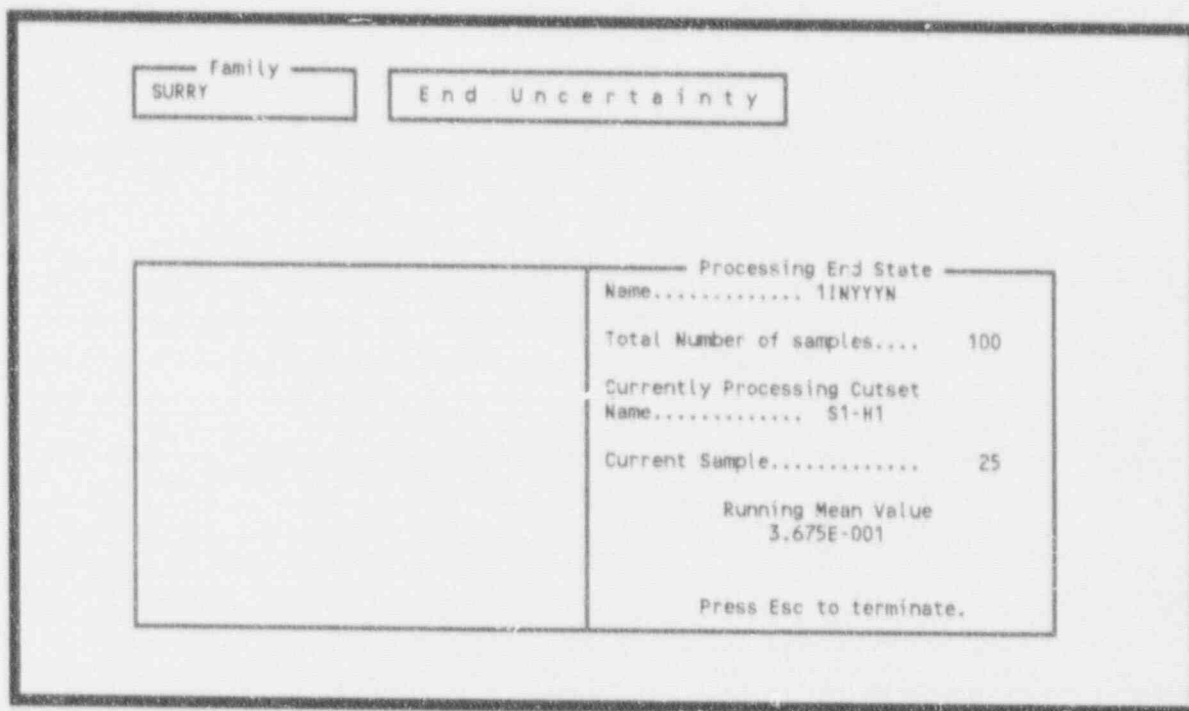 Family
SURRY
End Uncertainty
Processing End State
Name............. 1INYYYN
Total Number of samples.... 100
Currently Processing Cutset
Name............. S1-H1
Current Sample............. 25
Running Mean Value
3.675E-001
Press Esc to terminate.